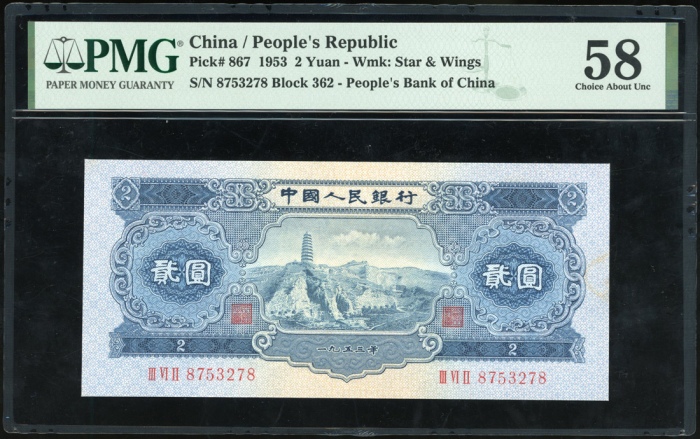 PMG
PAPER MONEY GUARANTY
China / People's Republic
Pick# 867 1953 2 Yuan - Wmk: Star & Wings
S/N 8753278 Block 362 - People's Bank of China
58
Choice About Unc
2
中國人民銀行
2
貳圓
貳圓
一九五三年
2
2
III VI II 8753278
III VI II 8753278